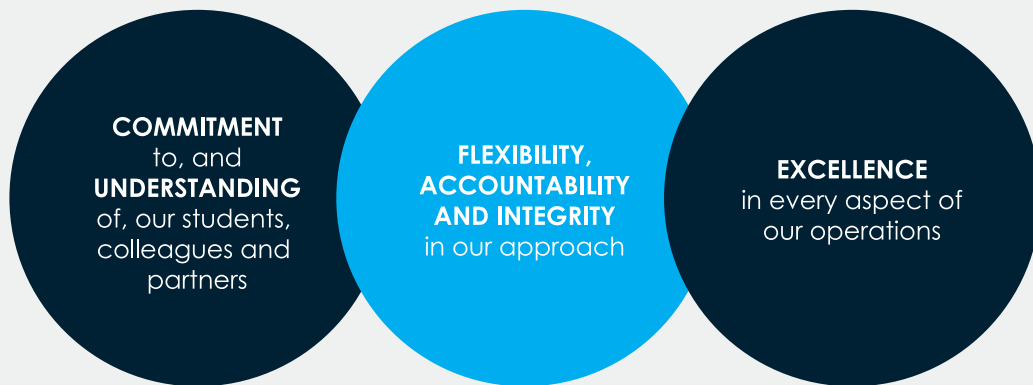 COMMITMENT
to, and
UNDERSTANDING
of, our students,
colleagues and
partners
FLEXIBILITY,
ACCOUNTABILITY
AND INTEGRITY
in our approach
EXCELLENCE
in every aspect of
our operations